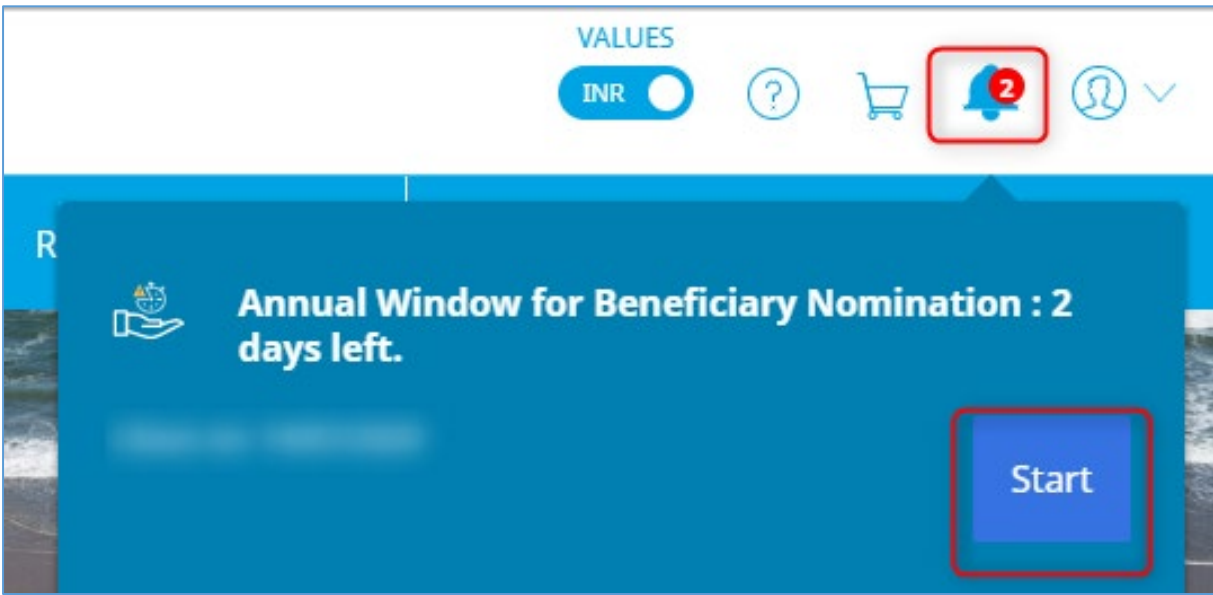 VALUES
INR
?
2
R
Annual Window for Beneficiary Nomination : 2
days left.
Start